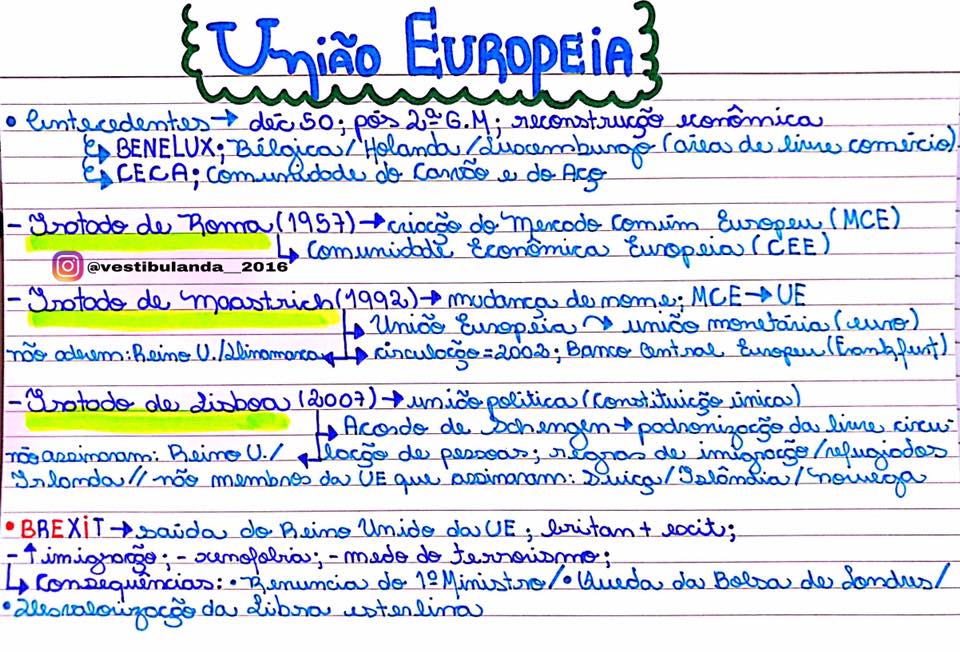 União Europeia
• Antecedentes → déc 50; pós 2ª G.M; reconstrução econômica
↳ BENELUX; Bélgica/Holanda/Luxemburgo (área de livre comércio).
↳ CECA; Comunidade do Carvão e do Aço
- Tratado de Roma (1957) → criação do Mercado Comum Europeu (MCE)
↳ Comunidade Econômica Europeia (CEE)
@vestibulanda_2016
- Tratado de Maastrich (1992) → mudança de nome; MCE → UE
União Europeia → união monetária (euro)
não aderem: Reino U./Dinamarca circulação = 2002; Banco Central Europeu (Frankfurt)
- Tratado de Lisboa (2007) → união política (Constituição única)
Acordo de Schengen → padronização da livre circu-
não assinaram: Reino U./ lação de pessoas; regras de imigração/refugiados
Irlanda // não membros da UE que assinaram: Suiça/Islândia/Noruega
• BREXIT → saída do Reino Unido da UE; britan + exit;
- ↑ imigração; - xenofobia; - medo do terrorismo;
↳ Consequências: • Renuncia do 1º Ministro/ • Queda da Bolsa de Londres/
• Desvalorização da Libra esterlina